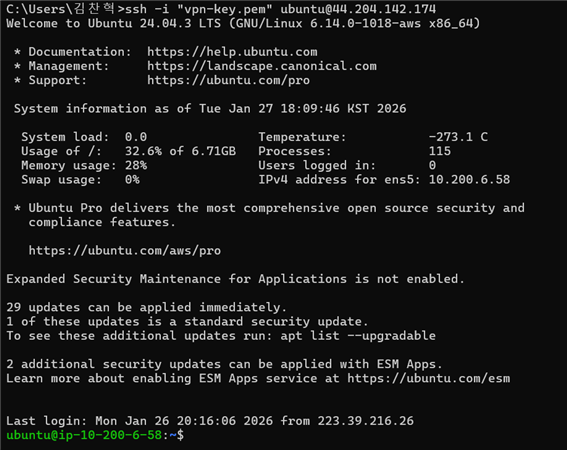 C:\Users\김찬혁>ssh -i "vpn-key.pem" ubuntu@44.204.142.174
Welcome to Ubuntu 24.04.3 LTS (GNU/Linux 6.14.0-1018-aws x86_64)
* Documentation: https://help.ubuntu.com
* Management: https://landscape.canonical.com
* Support: https://ubuntu.com/pro
System information as of Tue Jan 27 18:09:46 KST 2026
System load: 0.0 Temperature: -273.1 C
Usage of /: 32.6% of 6.71GB Processes: 115
Memory usage: 28% Users logged in: 0
Swap usage: 0% IPv4 address for ens5: 10.200.6.58
* Ubuntu Pro delivers the most comprehensive open source security and
compliance features.
https://ubuntu.com/aws/pro
Expanded Security Maintenance for Applications is not enabled.
29 updates can be applied immediately.
1 of these updates is a standard security update.
To see these additional updates run: apt list --upgradable
2 additional security updates can be applied with ESM Apps.
Learn more about enabling ESM Apps service at https://ubuntu.com/esm
Last login: Mon Jan 26 20:16:06 2026 from 223.39.216.26
ubuntu@ip-10-200-6-58:~$